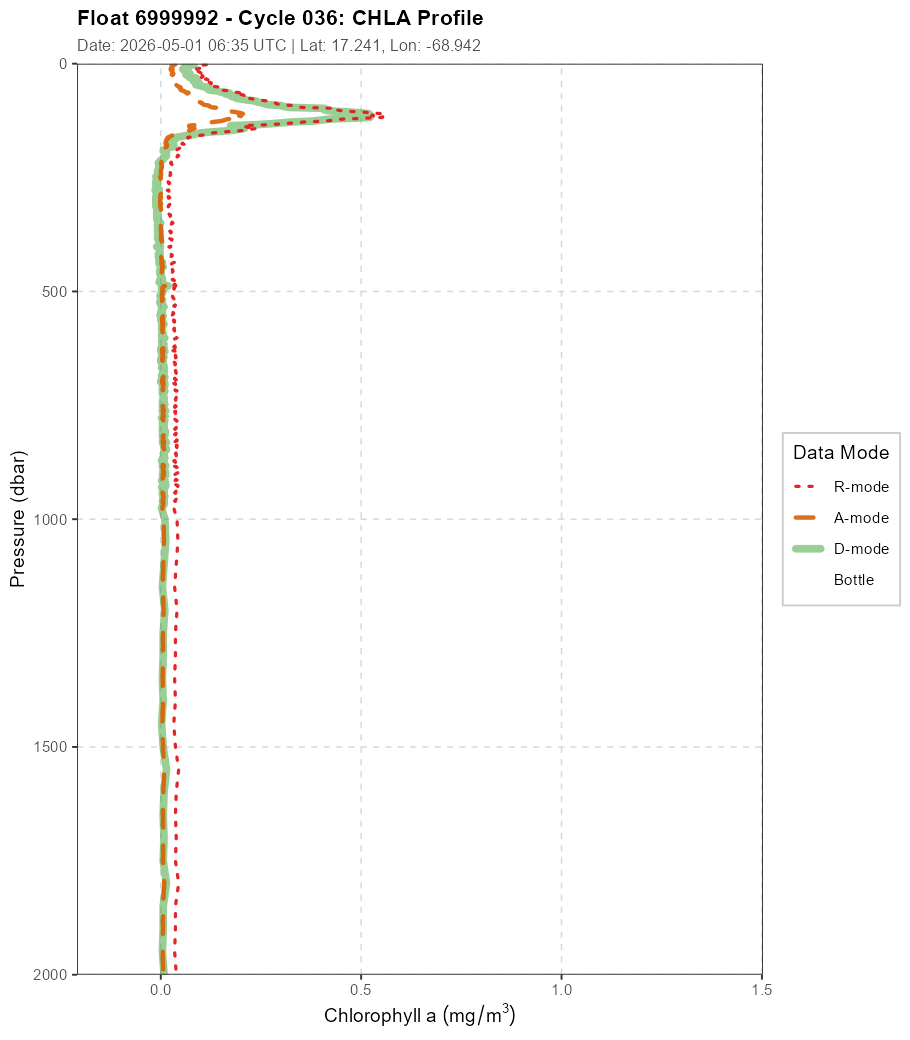 Float 6999992 - Cycle 036: CHLA Profile
Date: 2026-05-01 06:35 UTC | Lat: 17.241, Lon: -68.942
0
500
1000
1500
2000
Pressure (dbar)
0.0 0.5 1.0 1.5
Chlorophyll a (mg/m³)
Data Mode
R-mode
A-mode
D-mode
Bottle